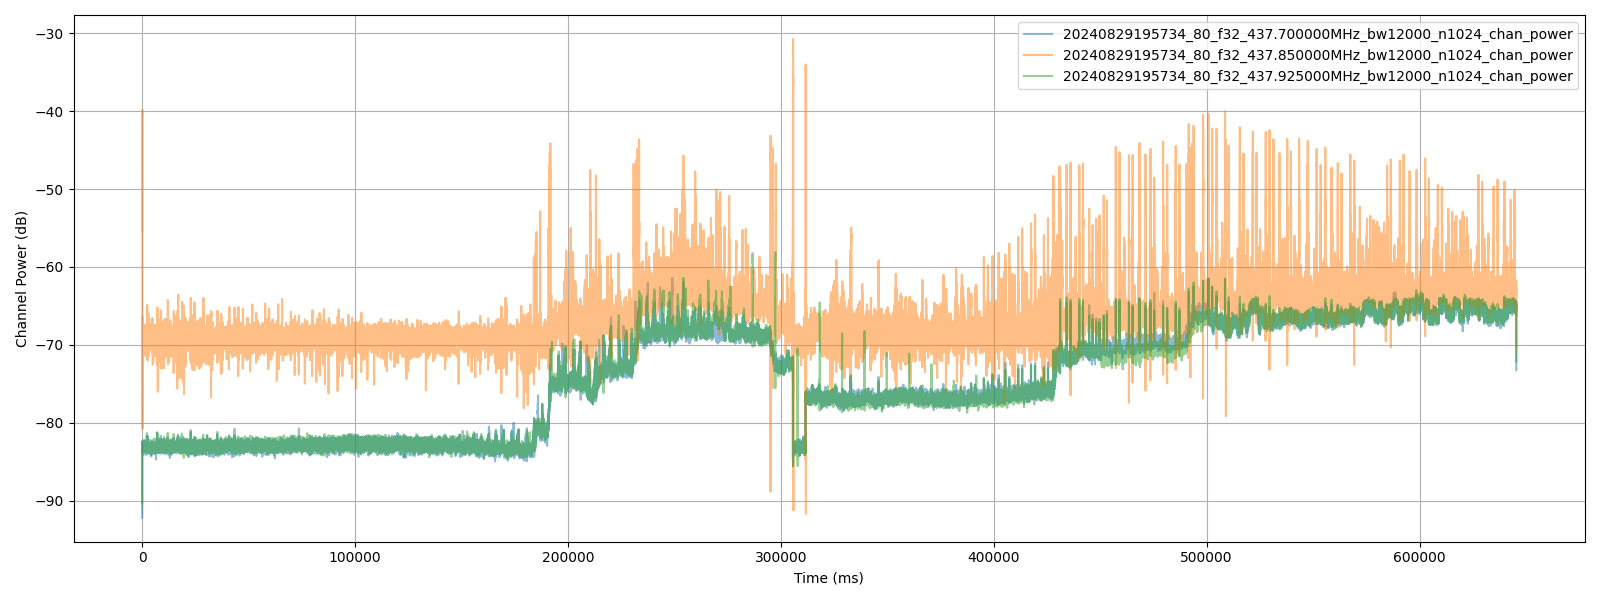 20240829195734_80_f32_437.700000MHz_bw12000_n1024_chan_power
20240829195734_80_f32_437.850000MHz_bw12000_n1024_chan_power
20240829195734_80_f32_437.925000MHz_bw12000_n1024_chan_power
Channel Power (dB)
−30
−40
−50
−60
−70
−80
−90
0 100000 200000 300000 400000 500000 600000
Time (ms)